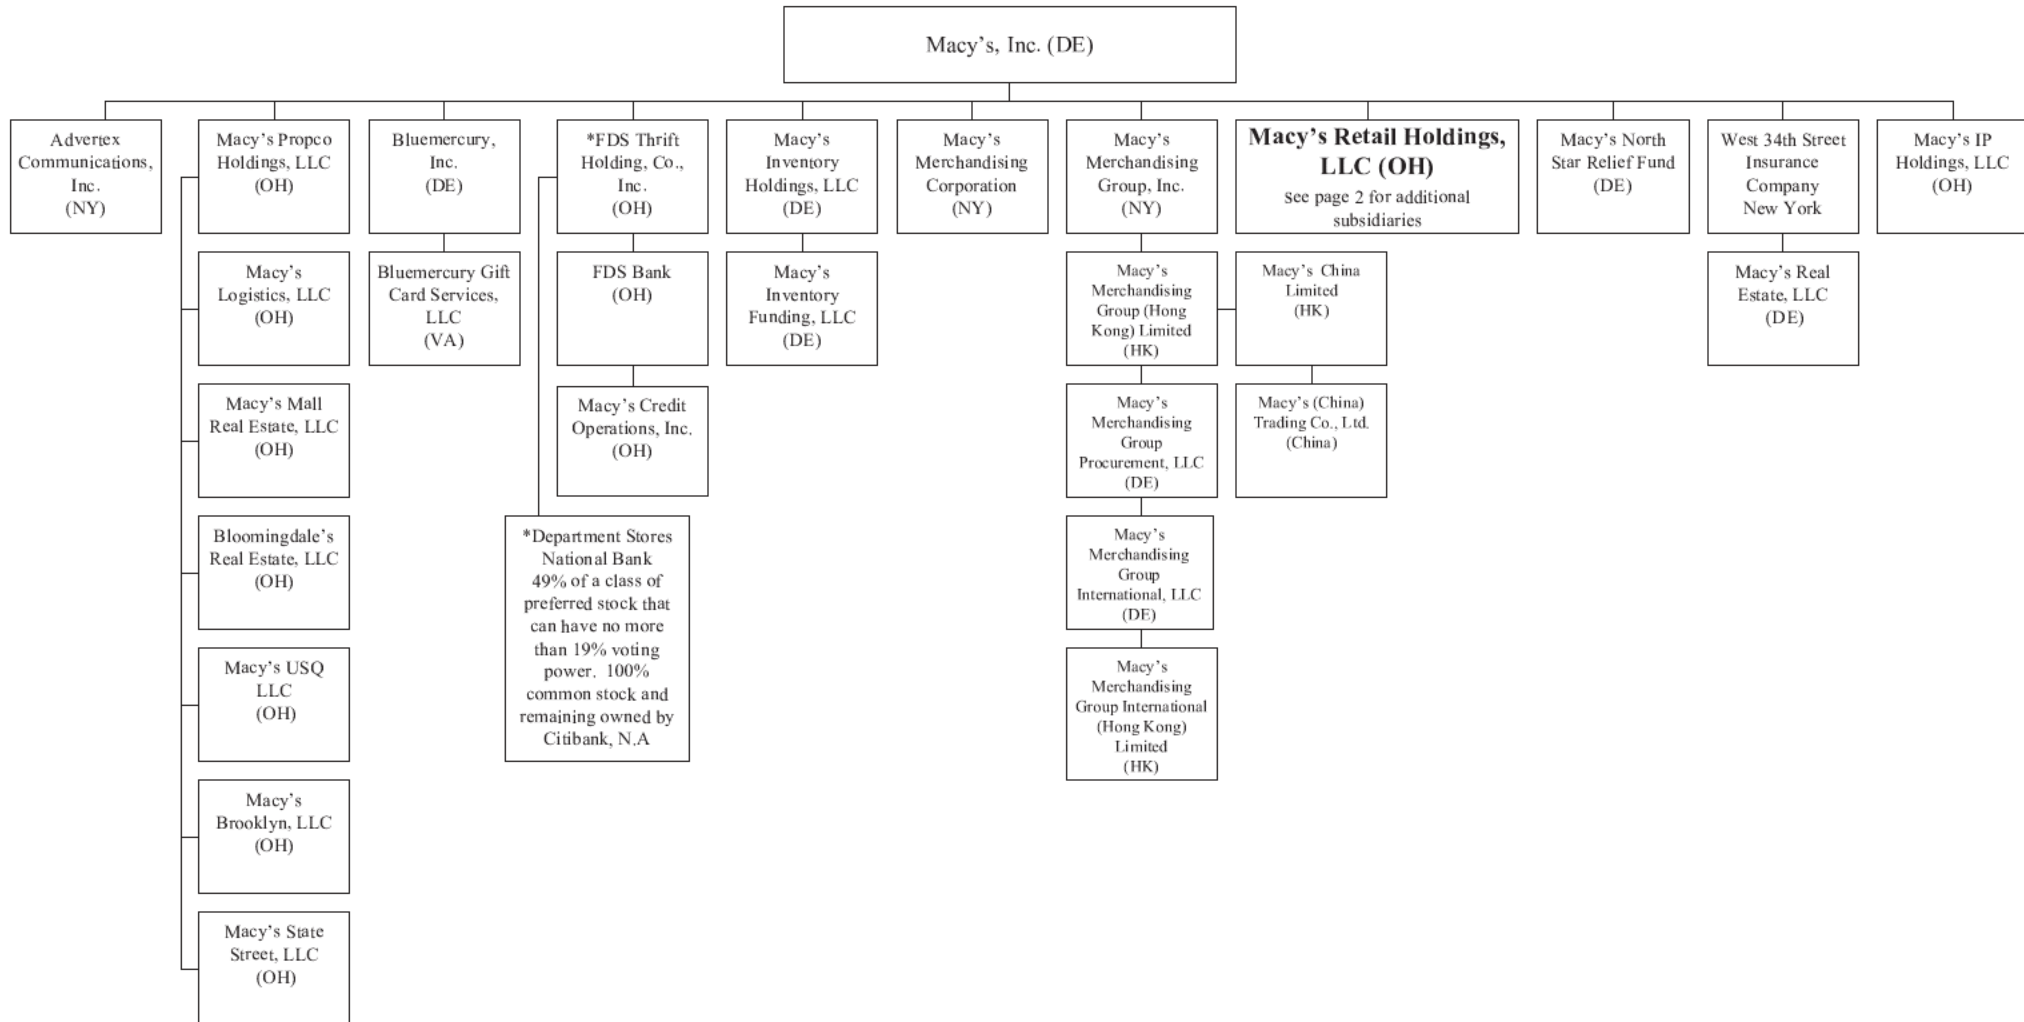 Macy’s, Inc. (DE)
Advertex
Communications,
Inc.
(NY)
Macy’s Propco
Holdings, LLC
(OH)
Bluemercury,
Inc.
(DE)
*FDS Thrift
Holding, Co.,
Inc.
(OH)
Macy’s
Inventory
Holdings, LLC
(DE)
Macy’s
Merchandising
Corporation
(NY)
Macy’s
Merchandising
Group, Inc.
(NY)
Macy’s Retail Holdings,
LLC (OH)
See page 2 for additional
subsidiaries
Macy’s North
Star Relief Fund
(DE)
West 34th Street
Insurance
Company
New York
Macy’s IP
Holdings, LLC
(OH)
Macy’s
Logistics, LLC
(OH)
Bluemercury Gift
Card Services,
LLC
(VA)
FDS Bank
(OH)
Macy’s
Inventory
Funding, LLC
(DE)
Macy’s
Merchandising
Group (Hong
Kong) Limited
(HK)
Macy’s China
Limited
(HK)
Macy’s Real
Estate, LLC
(DE)
Macy’s Mall
Real Estate, LLC
(OH)
Macy’s Credit
Operations, Inc.
(OH)
Macy’s
Merchandising
Group
Procurement, LLC
(DE)
Macy’s (China)
Trading Co., Ltd.
(China)
Bloomingdale’s
Real Estate, LLC
(OH)
*Department Stores
National Bank
49% of a class of
preferred stock that
can have no more
than 19% voting
power. 100%
common stock and
remaining owned by
Citibank, N.A
Macy’s
Merchandising
Group
International, LLC
(DE)
Macy’s USQ
LLC
(OH)
Macy’s
Merchandising
Group International
(Hong Kong)
Limited
(HK)
Macy’s
Brooklyn, LLC
(OH)
Macy’s State
Street, LLC
(OH)